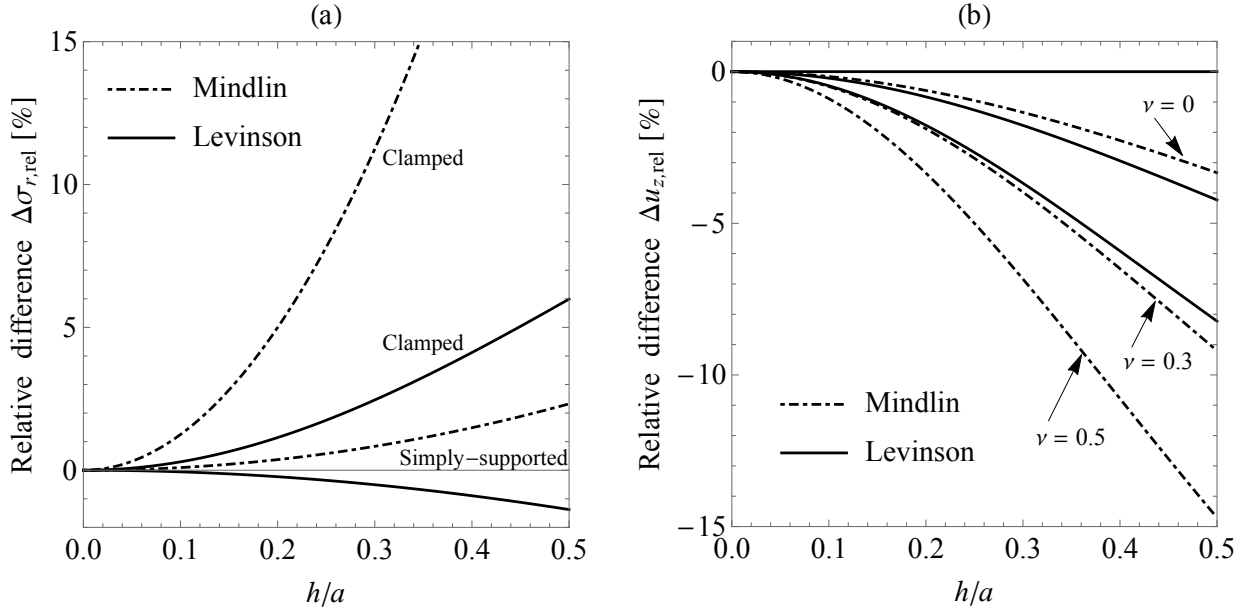 (a)
Relative difference Δσr,rel [%]
15
10
5
0
Mindlin
Levinson
Clamped
Clamped
Simply−supported
0.0 0.1 0.2 0.3 0.4 0.5
h/a
(b)
Relative difference Δuz,rel [%]
0
−5
−10
−15
ν = 0
ν = 0.3
ν = 0.5
Mindlin
Levinson
0.0 0.1 0.2 0.3 0.4 0.5
h/a